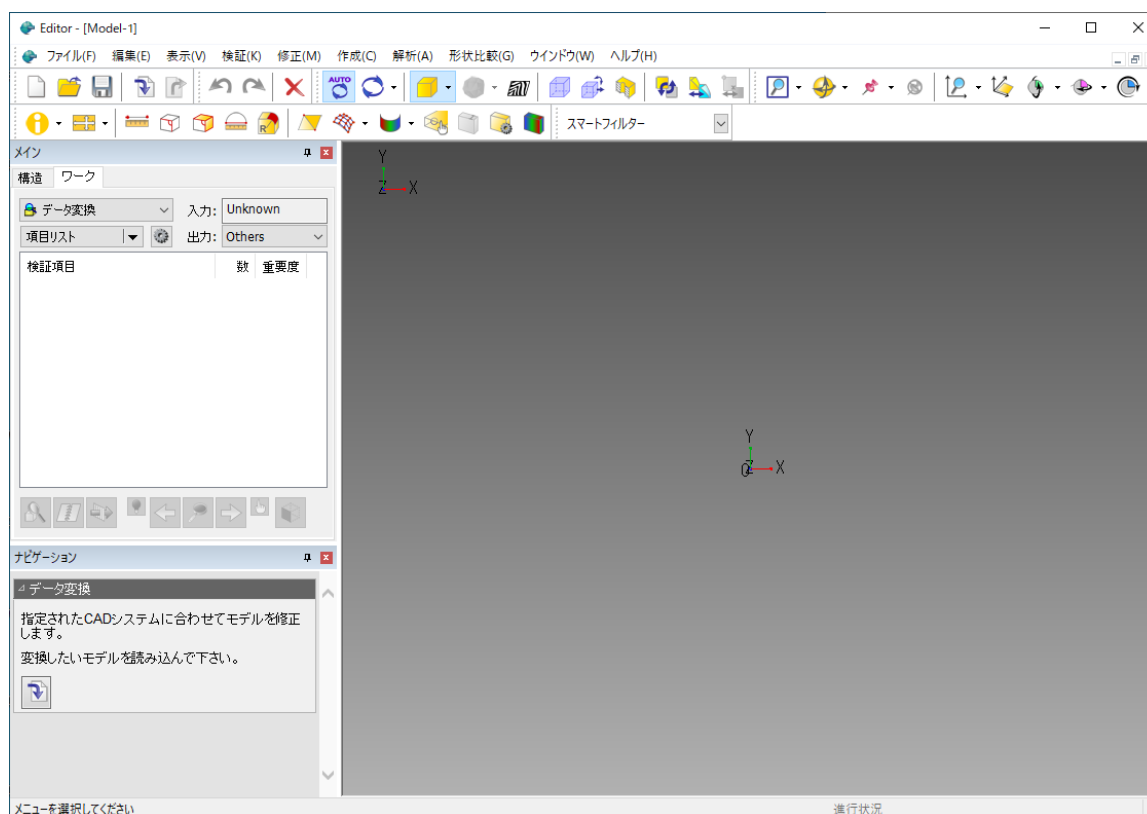 Editor - [Model-1]
ファイル(F) 編集(E) 表示(V) 検証(K) 修正(M) 作成(C) 解析(A) 形状比較(G) ウインドウ(W) ヘルプ(H)
AUTO
R
スマートフィルター
メイン
構造 ワーク
データ変換 入力: Unknown
項目リスト 出力: Others
検証項目 数 重要度
ナビゲーション
データ変換
指定されたCADシステムに合わせてモデルを修正
します。
変換したいモデルを読み込んで下さい。
Y
Z X
Y
Z X
メニューを選択してください 進行状況